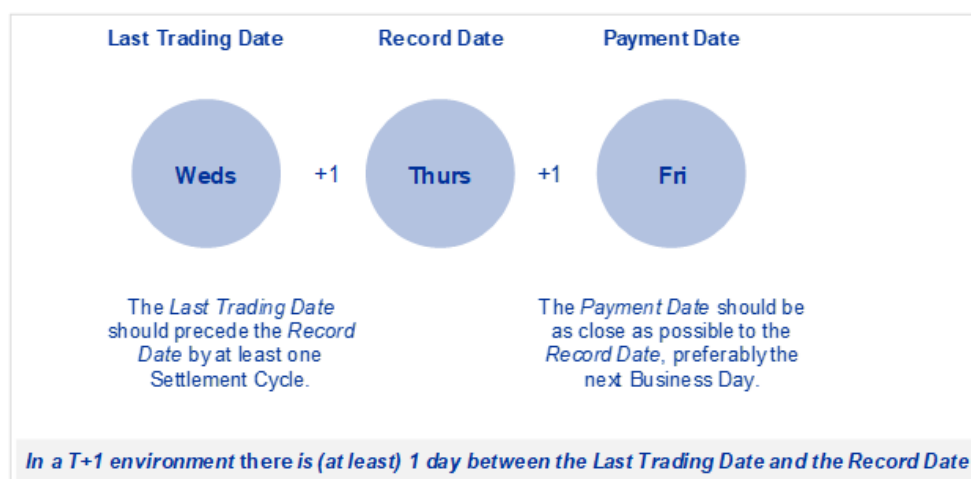 Last Trading Date
Record Date
Payment Date
Weds
+1
Thurs
+1
Fri
The Last Trading Date
should precede the Record
Date by at least one
Settlement Cycle.
The Payment Date should be
as close as possible to the
Record Date, preferably the
next Business Day.
In a T+1 environment there is (at least) 1 day between the Last Trading Date and the Record Date